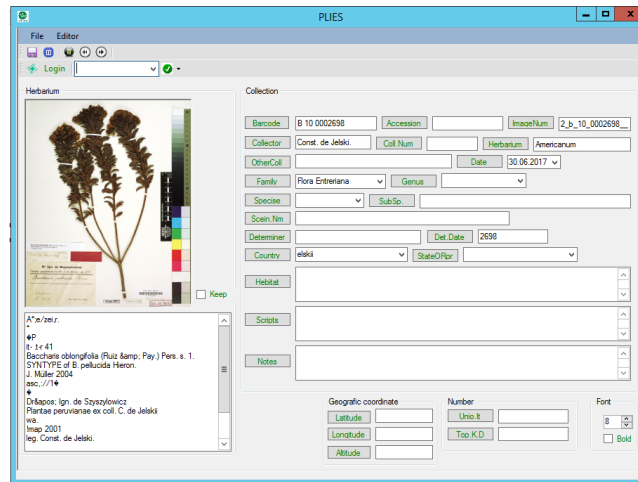 PLIES
File Editor
Login
Herbarium
Collection
Barcode B 10 0002698 Accession ImageNum 2_b_10_0002698__
Collector Const. de Jelski. Coll.Num Herbarium Americanum
OtherColl Date 30.06.2017
Family Flora Entreriana Genus
Specise SubSp.
Scein.Nm
Determiner Det.Date 2698
Country elskii StateORpr
Hebitat
Keep
Scripts
Notes
A";e/zei,r.
"
�P
it- ‡‹r 41
Baccharis oblongifolia (Ruiz &amp; Pay.) Pers. s. 1.
SYNTYPE of B. pellucida Hieron.
J. Müller 2004
asc,.://1�
�
Dr&apos; Ign. de Szyszylowicz
Plantae peruvianae ex coll. C. de Jelskii
wa.
!map 2001
leg. Const. de Jelski.
Geografic coordinate Number Font
Latitude Unio.It 8
Longitude Top K.D Bold
Altitude